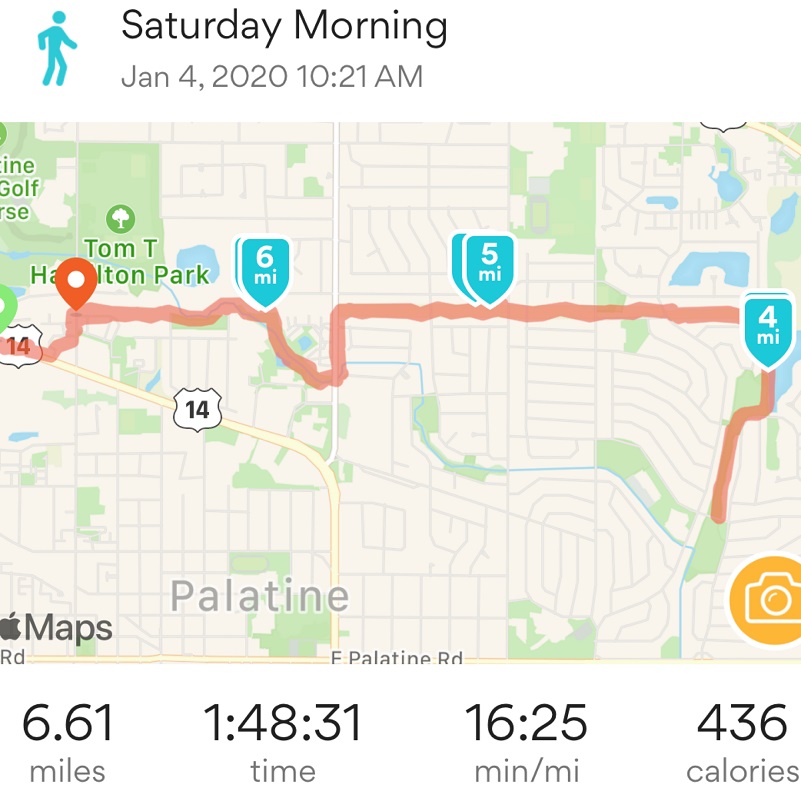 Saturday Morning
Jan 4, 2020 10:21 AM
tine
Golf
rse
Tom T
Ha lton Park
6
mi
5
mi
4
mi
14
14
Palatine
Maps
Rd
E Palatine Rd
6.61
1:48:31
16:25
436
miles
time
min/mi
calories